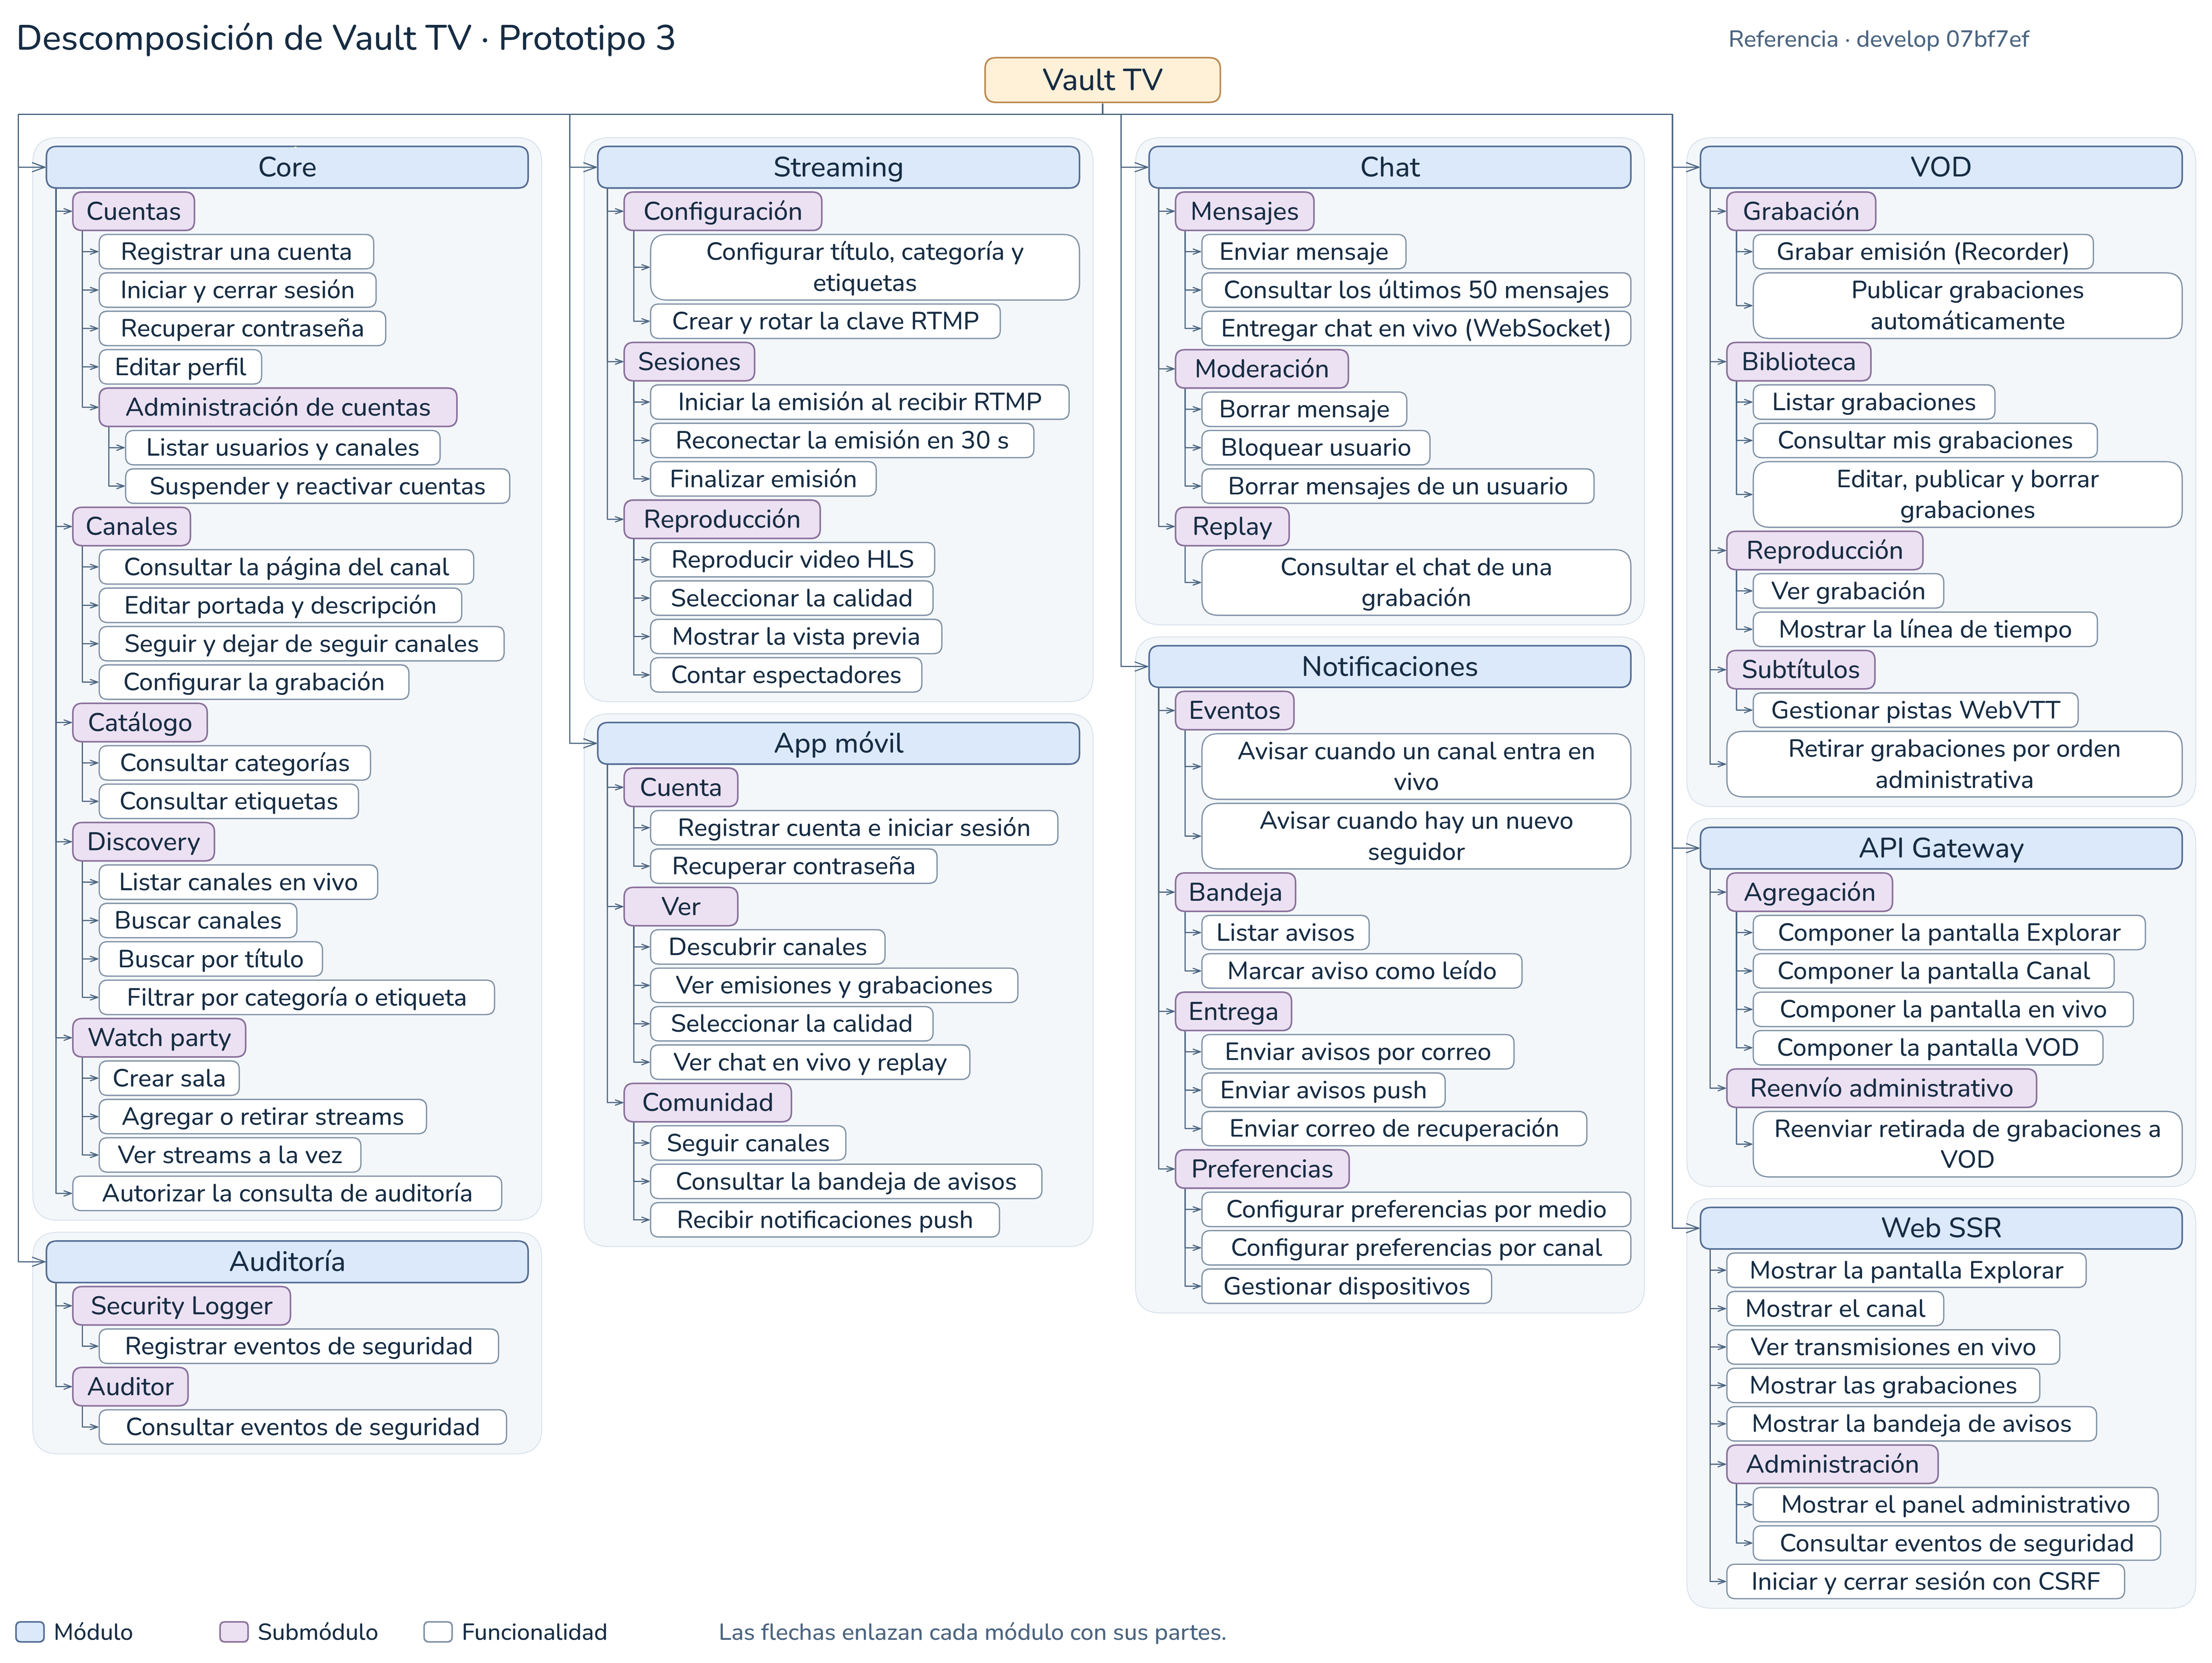 Descomposición de Vault TV · Prototipo 3
Referencia · develop 07bf7ef
Vault TV
Core
Cuentas
Registrar una cuenta
Iniciar y cerrar sesión
Recuperar contraseña
Editar perfil
Administración de cuentas
Listar usuarios y canales
Suspender y reactivar cuentas
Canales
Consultar la página del canal
Editar portada y descripción
Seguir y dejar de seguir canales
Configurar la grabación
Catálogo
Consultar categorías
Consultar etiquetas
Discovery
Listar canales en vivo
Buscar canales
Buscar por título
Filtrar por categoría o etiqueta
Watch party
Crear sala
Agregar o retirar streams
Ver streams a la vez
Autorizar la consulta de auditoría
Auditoría
Security Logger
Registrar eventos de seguridad
Auditor
Consultar eventos de seguridad
Streaming
Configuración
Configurar título, categoría y
etiquetas
Crear y rotar la clave RTMP
Sesiones
Iniciar la emisión al recibir RTMP
Reconectar la emisión en 30 s
Finalizar emisión
Reproducción
Reproducir video HLS
Seleccionar la calidad
Mostrar la vista previa
Contar espectadores
App móvil
Cuenta
Registrar cuenta e iniciar sesión
Recuperar contraseña
Ver
Descubrir canales
Ver emisiones y grabaciones
Seleccionar la calidad
Ver chat en vivo y replay
Comunidad
Seguir canales
Consultar la bandeja de avisos
Recibir notificaciones push
Chat
Mensajes
Enviar mensaje
Consultar los últimos 50 mensajes
Entregar chat en vivo (WebSocket)
Moderación
Borrar mensaje
Bloquear usuario
Borrar mensajes de un usuario
Replay
Consultar el chat de una
grabación
Notificaciones
Eventos
Avisar cuando un canal entra en
vivo
Avisar cuando hay un nuevo
seguidor
Bandeja
Listar avisos
Marcar aviso como leído
Entrega
Enviar avisos por correo
Enviar avisos push
Enviar correo de recuperación
Preferencias
Configurar preferencias por medio
Configurar preferencias por canal
Gestionar dispositivos
VOD
Grabación
Grabar emisión (Recorder)
Publicar grabaciones
automáticamente
Biblioteca
Listar grabaciones
Consultar mis grabaciones
Editar, publicar y borrar
grabaciones
Reproducción
Ver grabación
Mostrar la línea de tiempo
Subtítulos
Gestionar pistas WebVTT
Retirar grabaciones por orden
administrativa
API Gateway
Agregación
Componer la pantalla Explorar
Componer la pantalla Canal
Componer la pantalla en vivo
Componer la pantalla VOD
Reenvío administrativo
Reenviar retirada de grabaciones a
VOD
Web SSR
Mostrar la pantalla Explorar
Mostrar el canal
Ver transmisiones en vivo
Mostrar las grabaciones
Mostrar la bandeja de avisos
Administración
Mostrar el panel administrativo
Consultar eventos de seguridad
Iniciar y cerrar sesión con CSRF
Módulo
Submódulo
Funcionalidad
Las flechas enlazan cada módulo con sus partes.